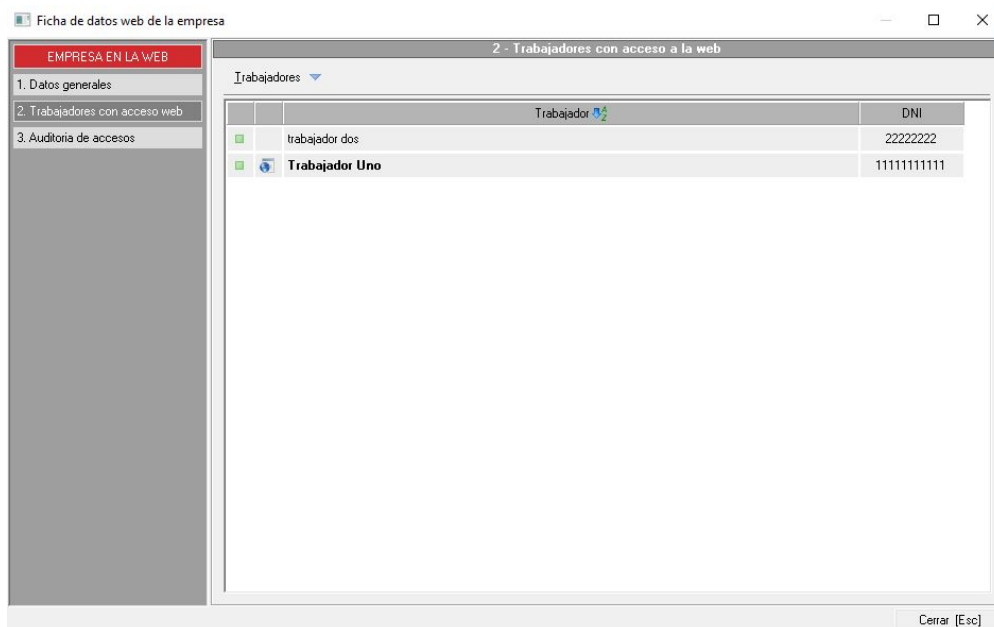 Ficha de datos web de la empresa
EMPRESA EN LA WEB
1. Datos generales
2. Trabajadores con acceso web
3. Auditoria de accesos
2 - Trabajadores con acceso a la web
Trabajadores
Trabajador DNI
trabajador dos 22222222
Trabajador Uno 11111111111
Cerrar [Esc]